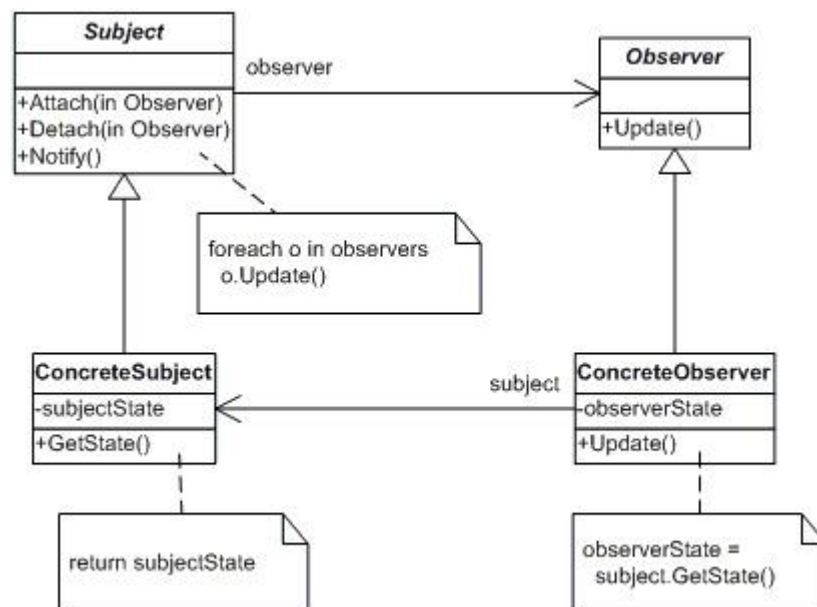 Subject
+Attach(in Observer)
+Detach(in Observer)
+Notify()
observer
Observer
+Update()
foreach o in observers
o.Update()
ConcreteSubject
-subjectState
+GetState()
subject
ConcreteObserver
-observerState
+Update()
return subjectState
observerState =
subject.GetState()